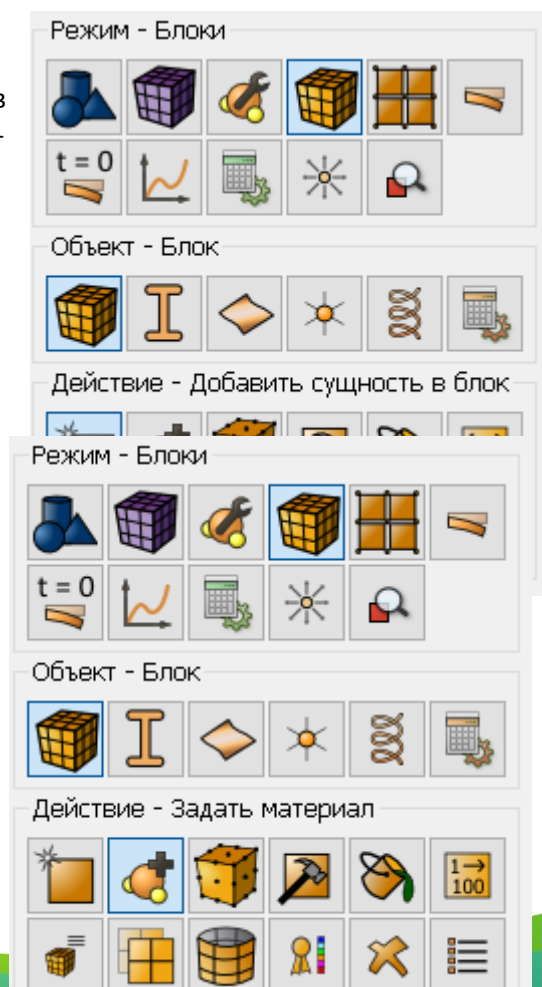 Режим - Блоки
в
-
t = 0
Объект - Блок
Действие - Добавить сущность в блок
Режим - Блоки
t = 0
Объект - Блок
Действие - Задать материал
1→
100